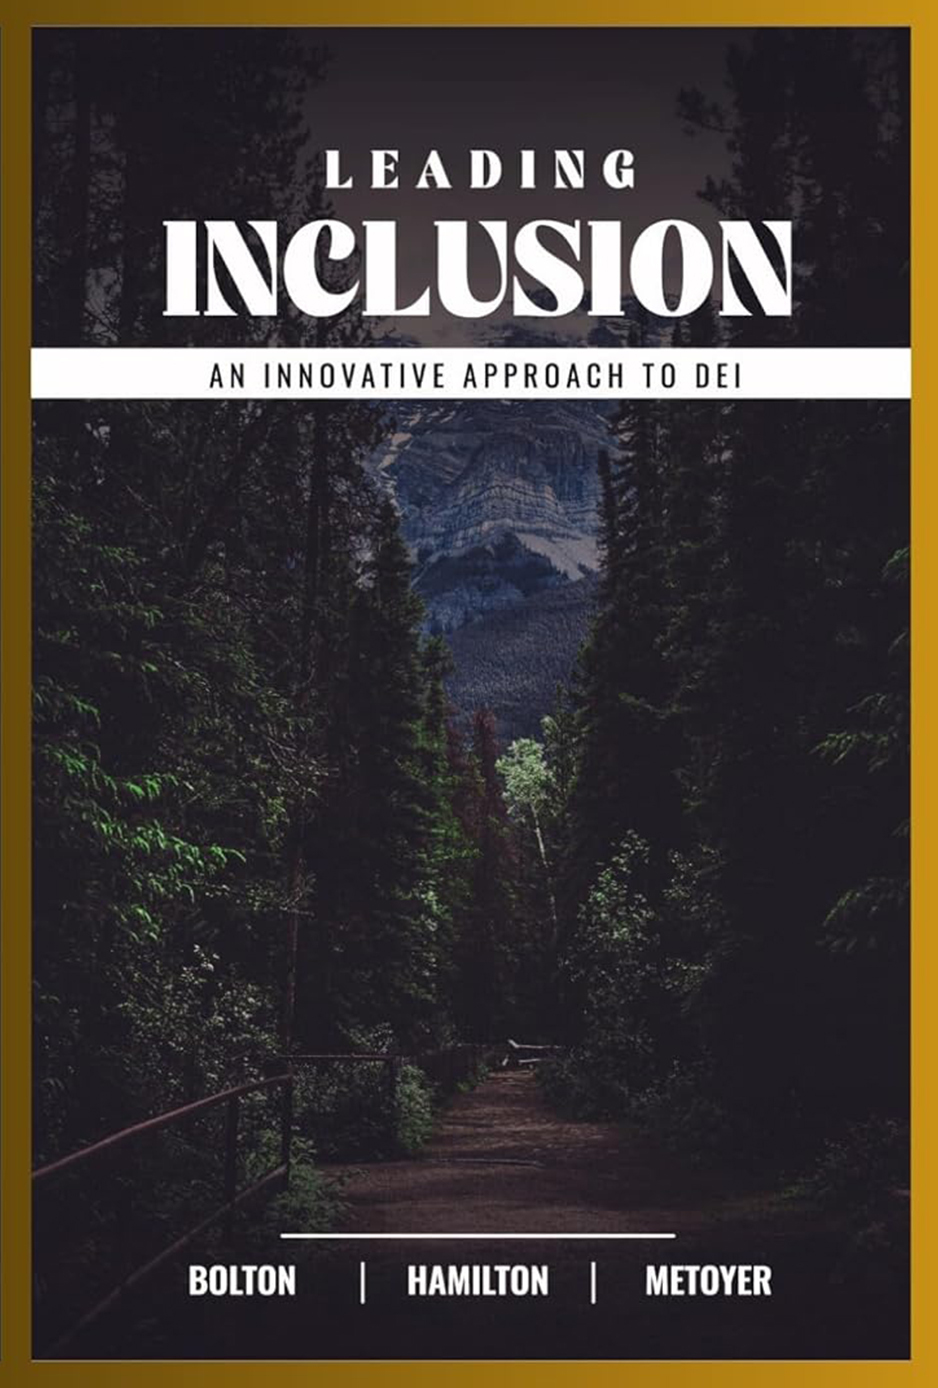 LEADING
INCLUSION
AN INNOVATIVE APPROACH TO DEI
BOLTON | HAMILTON | METOYER